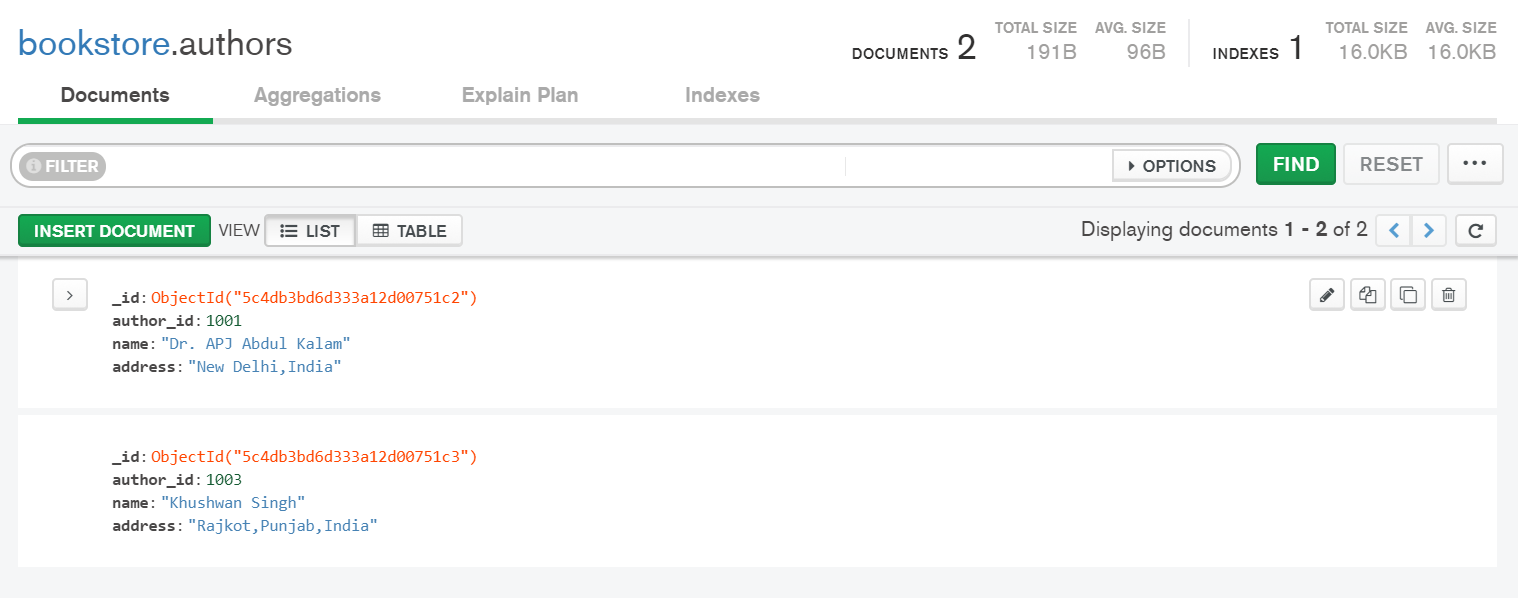 bookstore.authors
DOCUMENTS 2 TOTAL SIZE 191B AVG. SIZE 96B INDEXES 1 TOTAL SIZE 16.0KB AVG. SIZE 16.0KB
Documents Aggregations Explain Plan Indexes
FILTER OPTIONS FIND RESET ...
INSERT DOCUMENT VIEW LIST TABLE Displaying documents 1 - 2 of 2
_id: ObjectId("5c4db3bd6d333a12d00751c2")
author_id: 1001
name: "Dr. APJ Abdul Kalam"
address: "New Delhi,India"
_id: ObjectId("5c4db3bd6d333a12d00751c3")
author_id: 1003
name: "Khushwan Singh"
address: "Rajkot,Punjab,India"